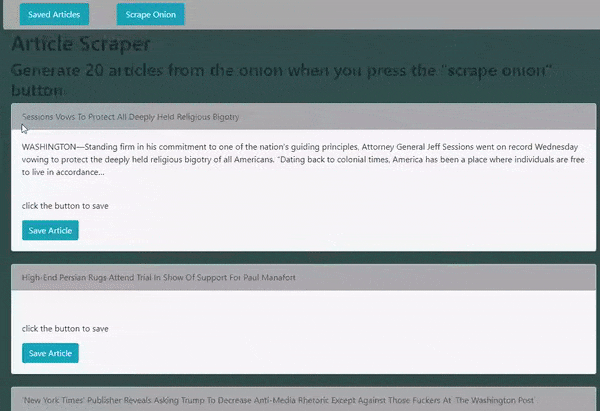 Saved Articles
Scrape Onion
Article Scraper
Generate 20 articles from the onion when you press the "scrape onion"
button
Sessions Vows To Protect All Deeply Held Religious Bigotry
WASHINGTON—Standing firm in his commitment to one of the nation's guiding principles, Attorney General Jeff Sessions went on record Wednesday
vowing to protect the deeply held religious bigotry of all Americans. "Dating back to colonial times, America has been a place where individuals are free
to live in accordance...
click the button to save
Save Article
High-End Persian Rugs Attend Trial In Show Of Support For Paul Manafort
click the button to save
Save Article
'New York Times' Publisher Reveals Asking Trump To Decrease Anti-Media Rhetoric Except Against Those Fuckers At 'The Washington Post'